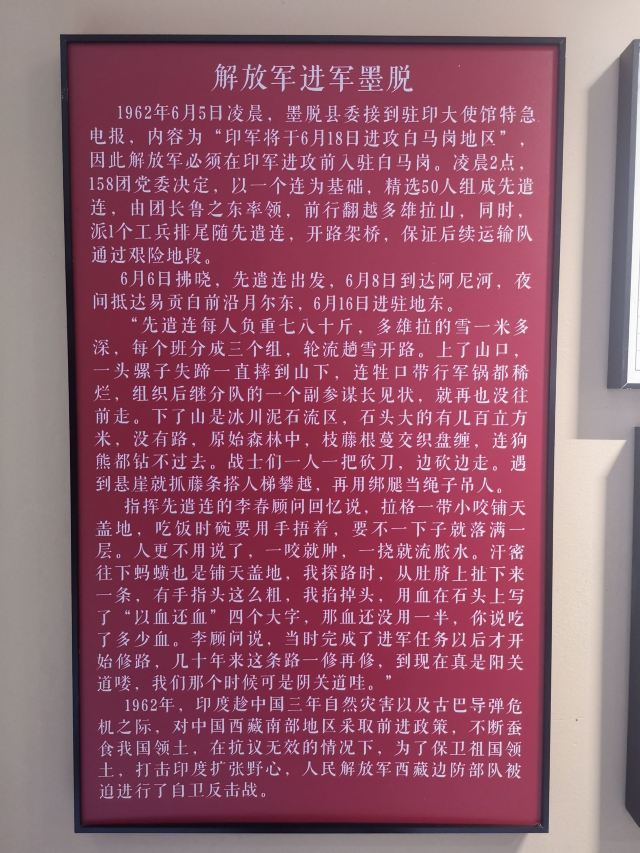 解放军进军墨脱
1962年6月5日凌晨，墨脱县委接到驻印大使馆特急
电报，内容为“印军将于6月18日进攻白马岗地区”，
因此解放军必须在印军进攻前入驻白马岗。凌晨2点，
158团党委决定，以一个连为基础，精选50人组成先遣
连，由团长鲁之东率领，前行翻越多雄拉山，同时，
派1个工兵排尾随先遣连，开路架桥，保证后续运输队
通过艰险地段。
6月6日拂晓，先遣连出发，6月8日到达阿尼河，夜
间抵达易贡白前沿月尔东，6月16日进驻地东。
“先遣连每人负重七八十斤，多雄拉的雪一米多
深，每个班分成三个组，轮流趟雪开路。上了山口，
一头骡子失蹄一直摔到山下，连牲口带行军锅都稀
烂，组织后继分队的一个副参谋长见状，就再也没往
前走。下了山是冰川泥石流区，石头大的有几百立方
米，没有路，原始森林中，枝藤根蔓交织盘缠，连狗
熊都钻不过去。战士们一人一把砍刀，边砍边走。遇
到悬崖就抓藤条搭人梯攀越，再用绑腿当绳子吊人。
指挥先遣连的李春顾问回忆说，拉格一带小咬铺天
盖地，吃饭时碗要用手捂着，要不一下子就落满一
层。人更不用说了，一咬就肿，一挠就流脓水。汗密
往下蚂蟥也是铺天盖地，我探路时，从肚脐上扯下来
一条，有手指头这么粗，我掐掉头，用血在石头上写
了“以血还血”四个大字，那血还没用一半，你说吃
了多少血。李顾问说，当时完成了进军任务以后才开
始修路，几十年来这条路一修再修，到现在真是阳关
道喽，我们那个时候可是阴关道哇。”
1962年，印度趁中国三年自然灾害以及古巴导弹危
机之际，对中国西藏南部地区采取前进政策，不断蚕
食我国领土，在抗议无效的情况下，为了保卫祖国领
土，打击印度扩张野心，人民解放军西藏边防部队被
迫进行了自卫反击战。